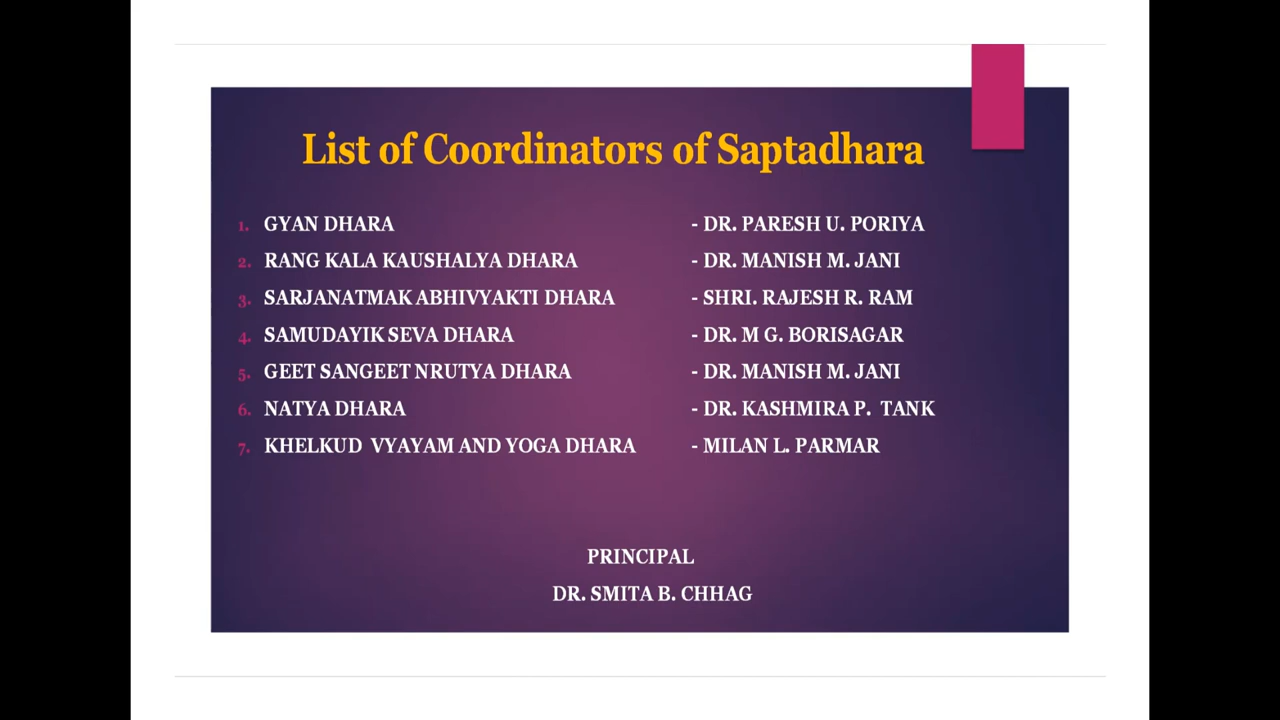 List of Coordinators of Saptadhara
1. GYAN DHARA - DR. PARESH U. PORIYA
2. RANG KALA KAUSHALYA DHARA - DR. MANISH M. JANI
3. SARJANATMAK ABHIVYAKTI DHARA - SHRI. RAJESH R. RAM
4. SAMUDAYIK SEVA DHARA - DR. M G. BORISAGAR
5. GEET SANGEET NRUTYA DHARA - DR. MANISH M. JANI
6. NATYA DHARA - DR. KASHMIRA P. TANK
7. KHELKUD VYAYAM AND YOGA DHARA - MILAN L. PARMAR
PRINCIPAL
DR. SMITA B. CHHAG